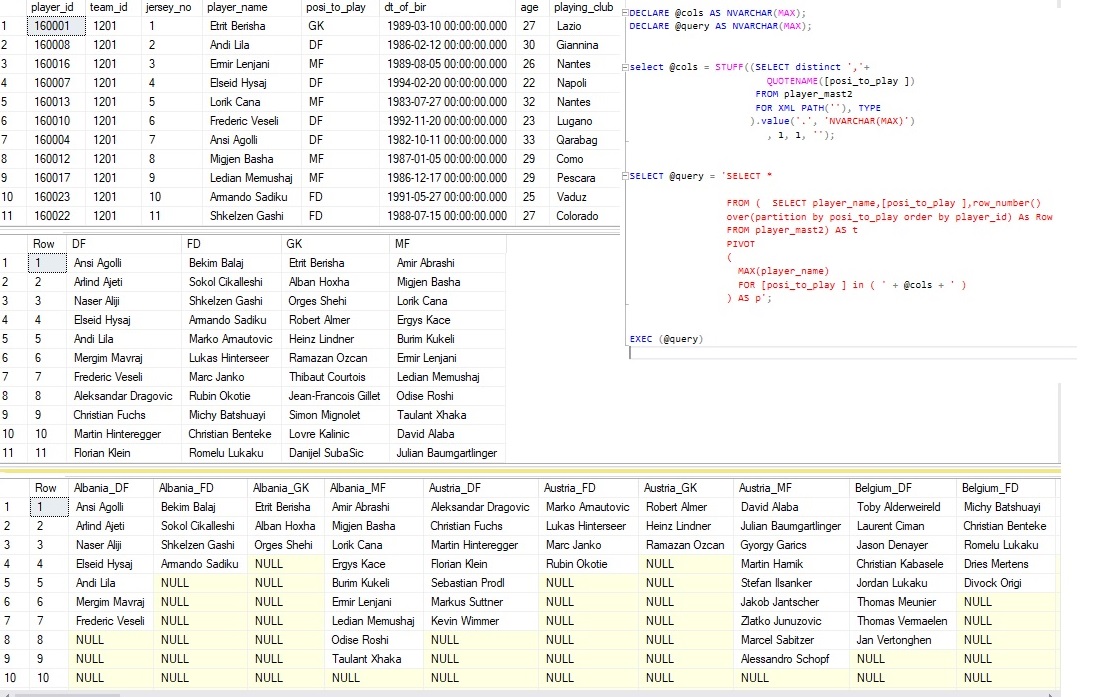 player_id team_id jersey_no player_name posi_to_play dt_of_bir age playing_club
1 160001 1201 1 Etrit Berisha GK 1989-03-10 00:00:00.000 27 Lazio
2 160008 1201 2 Andi Lila DF 1986-02-12 00:00:00.000 30 Giannina
3 160016 1201 3 Ermir Lenjani MF 1989-08-05 00:00:00.000 26 Nantes
4 160007 1201 4 Elseid Hysaj DF 1994-02-20 00:00:00.000 22 Napoli
5 160013 1201 5 Lorik Cana MF 1983-07-27 00:00:00.000 32 Nantes
6 160010 1201 6 Frederic Veseli DF 1992-11-20 00:00:00.000 23 Lugano
7 160004 1201 7 Ansi Agolli DF 1982-10-11 00:00:00.000 33 Qarabag
8 160012 1201 8 Migjen Basha MF 1987-01-05 00:00:00.000 29 Como
9 160017 1201 9 Ledian Memushaj MF 1986-12-17 00:00:00.000 29 Pescara
10 160023 1201 10 Armando Sadiku FD 1991-05-27 00:00:00.000 25 Vaduz
11 160022 1201 11 Shkelzen Gashi FD 1988-07-15 00:00:00.000 27 Colorado
DECLARE @cols AS NVARCHAR(MAX);
DECLARE @query AS NVARCHAR(MAX);
select @cols = STUFF((SELECT distinct ','+
QUOTENAME([posi_to_play ])
FROM player_mast2
FOR XML PATH(''), TYPE
).value('.', 'NVARCHAR(MAX)')
, 1, 1, '');
SELECT @query = 'SELECT *
FROM ( SELECT player_name,[posi_to_play ],row_number()
over(partition by posi_to_play order by player_id) As Row
FROM player_mast2) AS t
PIVOT
(
MAX(player_name)
FOR [posi_to_play ] in ( ' + @cols + ' )
) AS p';
EXEC (@query)
Row DF FD GK MF
1 1 Ansi Agolli Bekim Balaj Etrit Berisha Amir Abrashi
2 2 Arlind Ajeti Sokol Cikalleshi Alban Hoxha Migjen Basha
3 3 Naser Aliji Shkelzen Gashi Orges Shehi Lorik Cana
4 4 Elseid Hysaj Armando Sadiku Robert Almer Ergys Kace
5 5 Andi Lila Marko Arnautovic Heinz Lindner Burim Kukeli
6 6 Mergim Mavraj Lukas Hinterseer Ramazan Ozcan Ermir Lenjani
7 7 Frederic Veseli Marc Janko Thibaut Courtois Ledian Memushaj
8 8 Aleksandar Dragovic Rubin Okotie Jean-Francois Gillet Odise Roshi
9 9 Christian Fuchs Michy Batshuayi Simon Mignolet Taulant Xhaka
10 10 Martin Hinteregger Christian Benteke Lovre Kalinic David Alaba
11 11 Florian Klein Romelu Lukaku Danijel SubaSic Julian Baumgartlinger
Row Albania_DF Albania_FD Albania_GK Albania_MF Austria_DF Austria_FD Austria_GK Austria_MF Belgium_DF Belgium_FD
1 1 Ansi Agolli Bekim Balaj Etrit Berisha Amir Abrashi Aleksandar Dragovic Marko Arnautovic Robert Almer David Alaba Toby Alderweireld Michy Batshuayi
2 2 Arlind Ajeti Sokol Cikalleshi Alban Hoxha Migjen Basha Christian Fuchs Lukas Hinterseer Heinz Lindner Julian Baumgartlinger Laurent Ciman Christian Benteke
3 3 Naser Aliji Shkelzen Gashi Orges Shehi Lorik Cana Martin Hinteregger Marc Janko Ramazan Ozcan Gyorgy Garics Jason Denayer Romelu Lukaku
4 4 Elseid Hysaj Armando Sadiku NULL Ergys Kace Florian Klein Rubin Okotie NULL Martin Harnik Christian Kabasele Dries Mertens
5 5 Andi Lila NULL NULL Burim Kukeli Sebastian Prodl NULL NULL Stefan Ilsanker Jordan Lukaku Divock Origi
6 6 Mergim Mavraj NULL NULL Ermir Lenjani Markus Suttner NULL NULL Jakob Jantscher Thomas Meunier NULL
7 7 Frederic Veseli NULL NULL Ledian Memushaj Kevin Wimmer NULL NULL Zlatko Junuzovic Thomas Vermaelen NULL
8 8 NULL NULL NULL Odise Roshi NULL NULL NULL Marcel Sabitzer Jan Vertonghen NULL
9 9 NULL NULL NULL Taulant Xhaka NULL NULL NULL Alessandro Schopf NULL NULL
10 10 NULL NULL NULL NULL NULL NULL NULL NULL NULL NULL